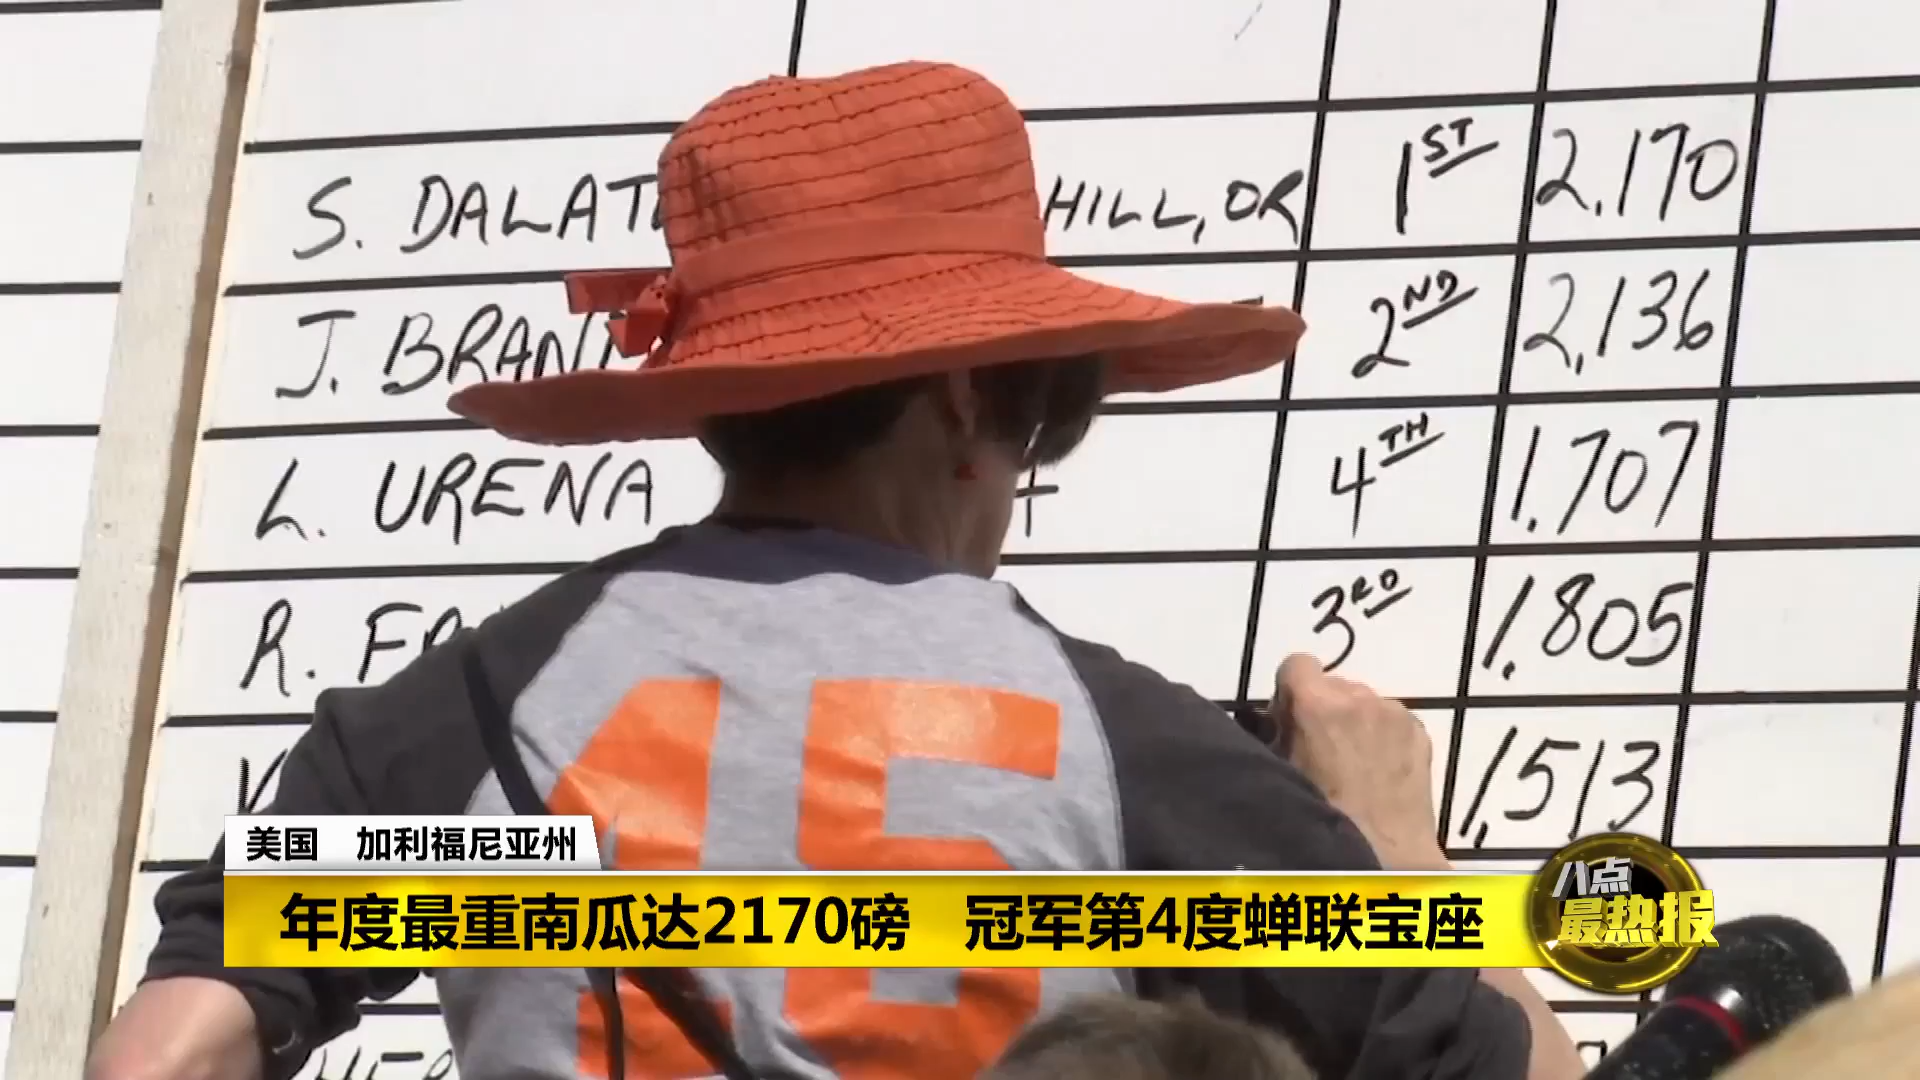 S. DALAT HILL, OR 1ST 2,170
J. BRAN 2ND 2,136
L. URENA 4TH 1,707
R. FA 3RD 1,805
1,513
15
美国 加利福尼亚州
年度最重南瓜达2170磅 冠军第4度蝉联宝座
八点
最热报